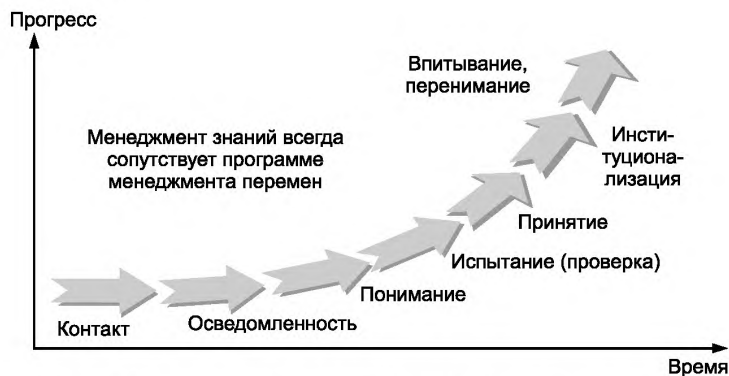 Прогресс
Впитывание,
перенимание
Менеджмент знаний всегда
сопутствует программе
менеджмента перемен
Инсти-
туциона-
лизация
Принятие
Испытание (проверка)
Понимание
Осведомленность
Контакт
Время